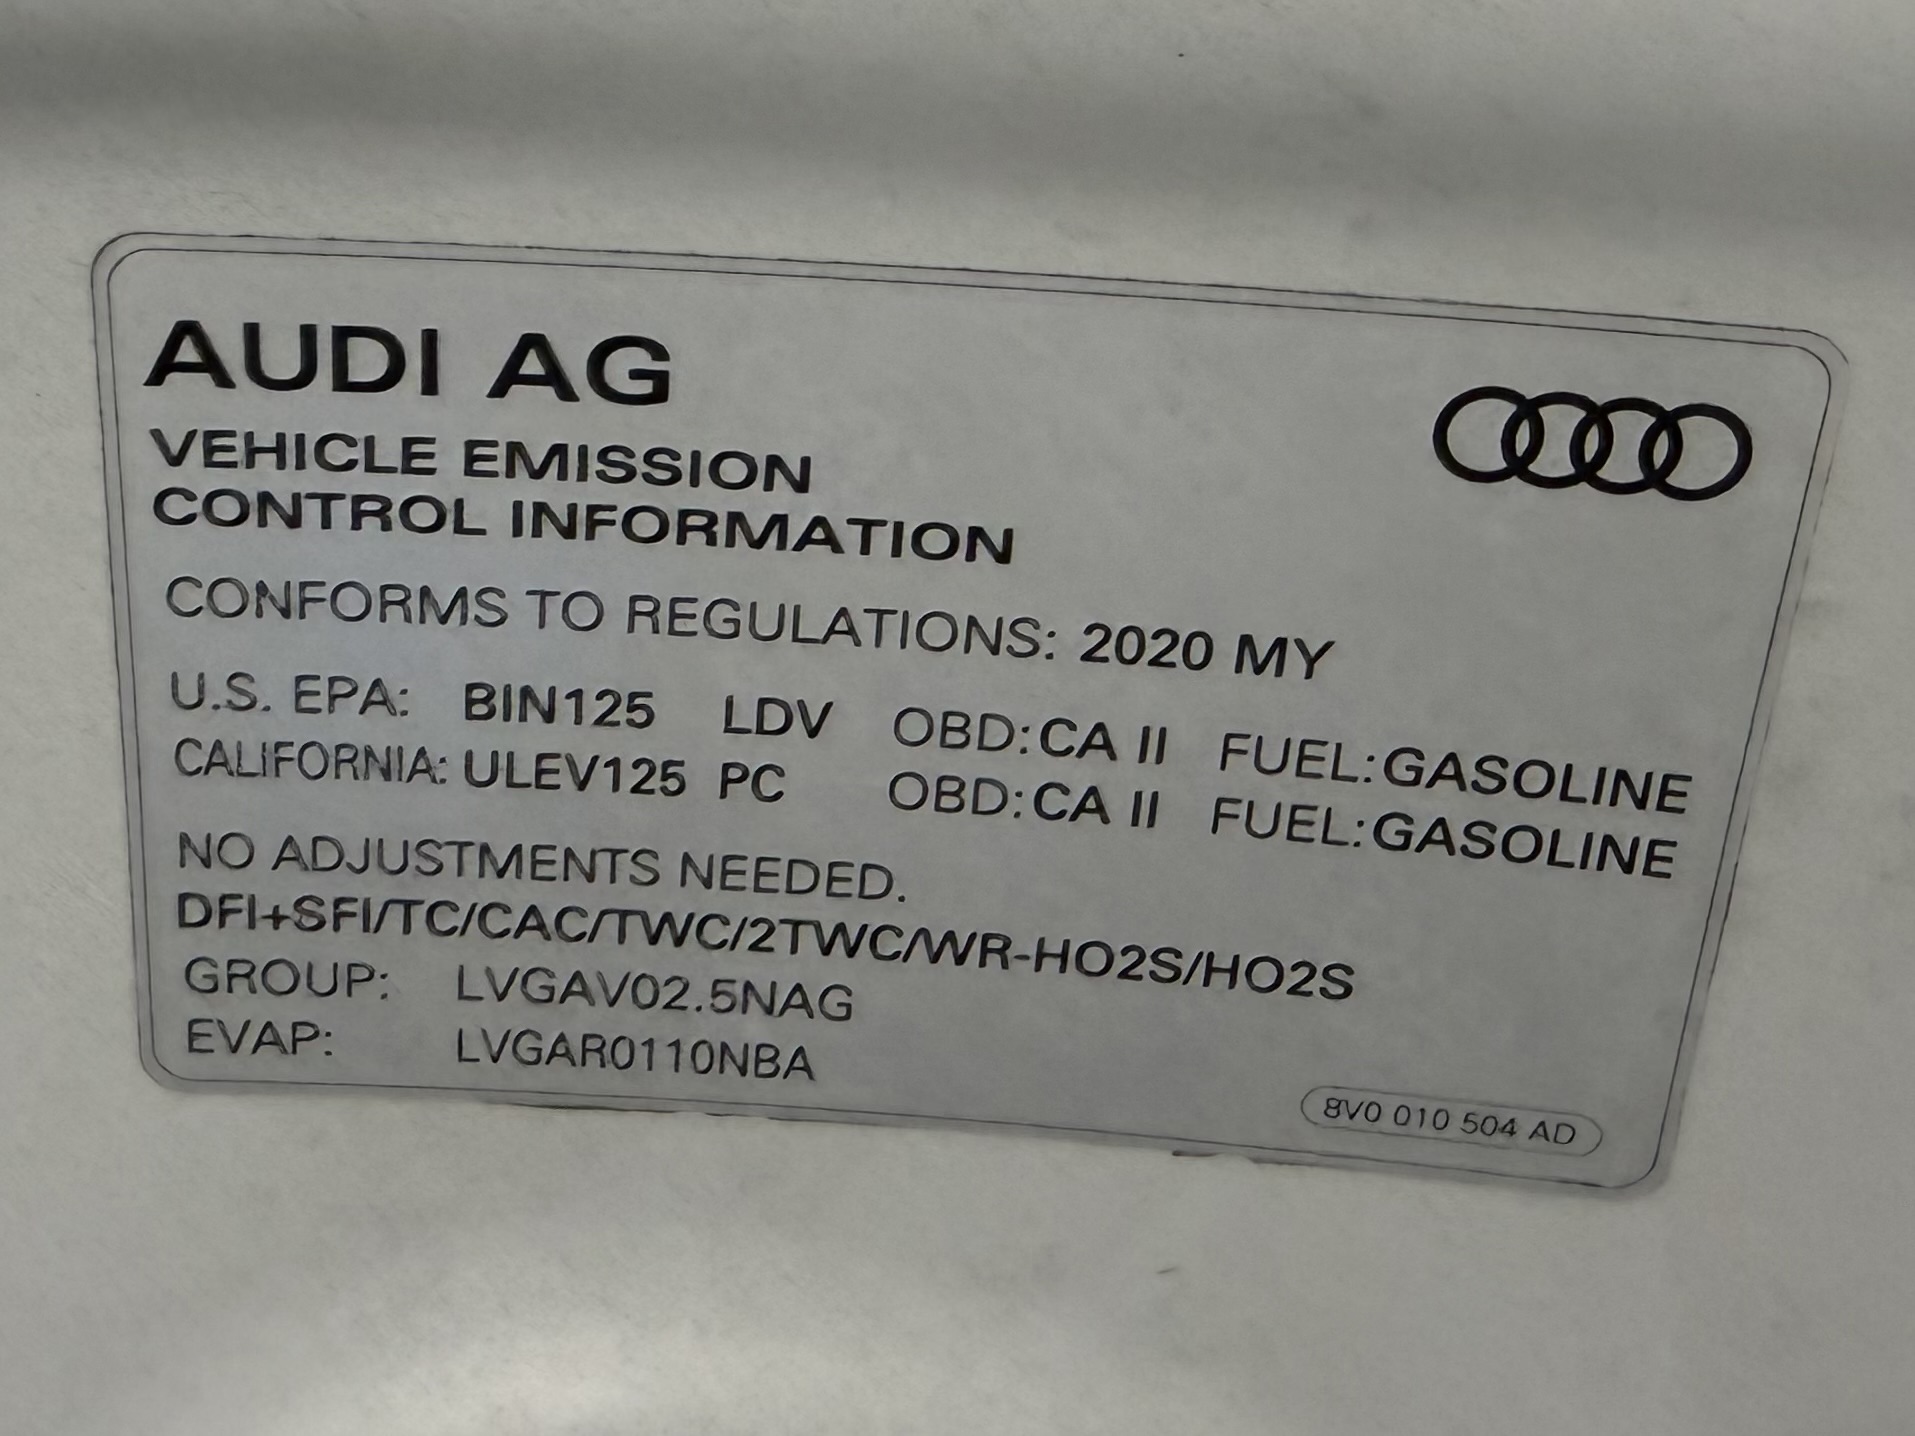 AUDI AG
VEHICLE EMISSION
CONTROL INFORMATION
CONFORMS TO REGULATIONS: 2020 MY
U.S. EPA: BIN125 LDV OBD:CA II FUEL:GASOLINE
CALIFORNIA: ULEV125 PC OBD:CA II FUEL:GASOLINE
NO ADJUSTMENTS NEEDED.
DFI+SFI/TC/CAC/TWC/2TWC/WR-HO2S/HO2S
GROUP: LVGAV02.5NAG
EVAP: LVGAR0110NBA
8V0 010 504 AD